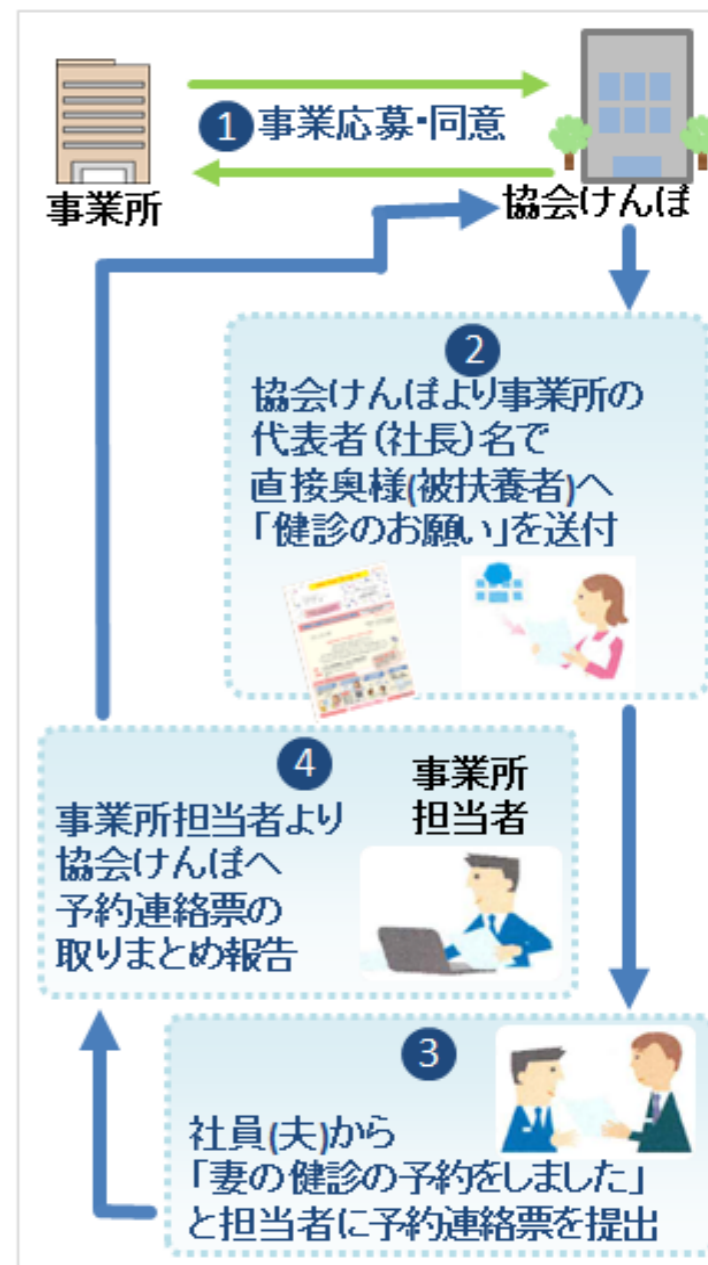 1 事業応募・同意
事業所
協会けんぽ
2
協会けんぽより事業所の
代表者(社長)名で
直接奥様(被扶養者)へ
「健診のお願い」を送付
4
事業所
担当者
事業所担当者より
協会けんぽへ
予約連絡票の
取りまとめ報告
3
社員(夫)から
「妻の健診の予約をしました」
と担当者に予約連絡票を提出